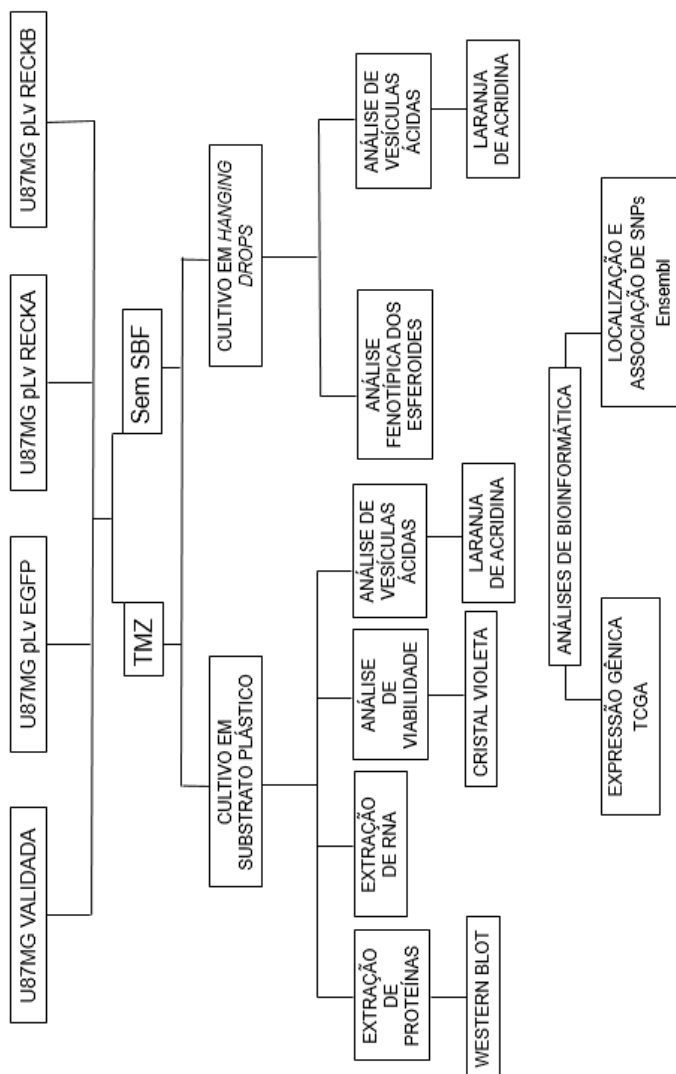 U87MG VALIDADA
U87MG pLv EGFP
U87MG pLv RECKA
U87MG pLv RECKB
TMZ
Sem SBF
CULTIVO EM
SUBSTRATO PLÁSTICO
CULTIVO EM HANGING
DROPS
EXTRAÇÃO
DE
PROTEÍNAS
EXTRAÇÃO
DE RNA
ANÁLISE
DE
VIABILIDADE
ANÁLISE DE
VESÍCULAS
ÁCIDAS
ANÁLISE
FENOTÍPICA DOS
ESFEROIDES
ANÁLISE DE
VESÍCULAS
ÁCIDAS
WESTERN BLOT
CRISTAL VIOLETA
LARANJA
DE ACRIDINA
LARANJA
DE ACRIDINA
ANÁLISES DE BIOINFORMÁTICA
EXPRESSÃO GÊNICA
TCGA
LOCALIZAÇÃO E
ASSOCIAÇÃO DE SNPs
Ensembl